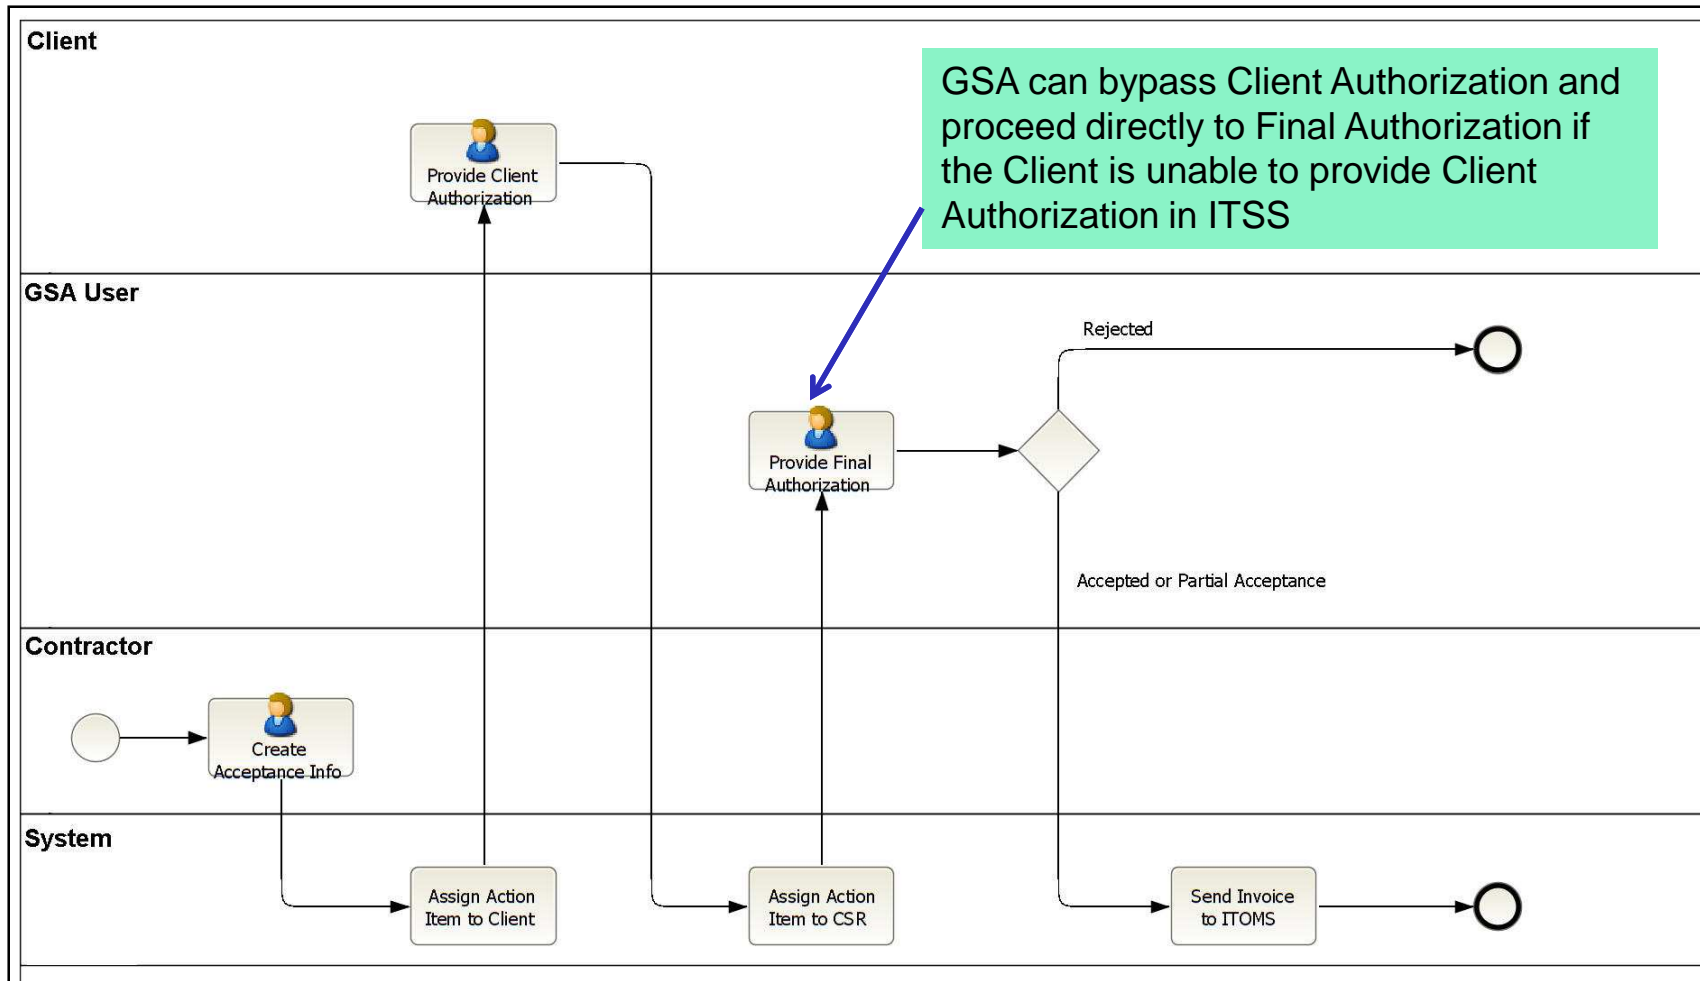 Client
GSA can bypass Client Authorization and
proceed directly to Final Authorization if
the Client is unable to provide Client
Authorization in ITSS
Provide Client
Authorization
GSA User
Rejected
Provide Final
Authorization
Accepted or Partial Acceptance
Contractor
Create
Acceptance Info
System
Assign Action
Item to Client
Assign Action
Item to CSR
Send Invoice
to ITOMS